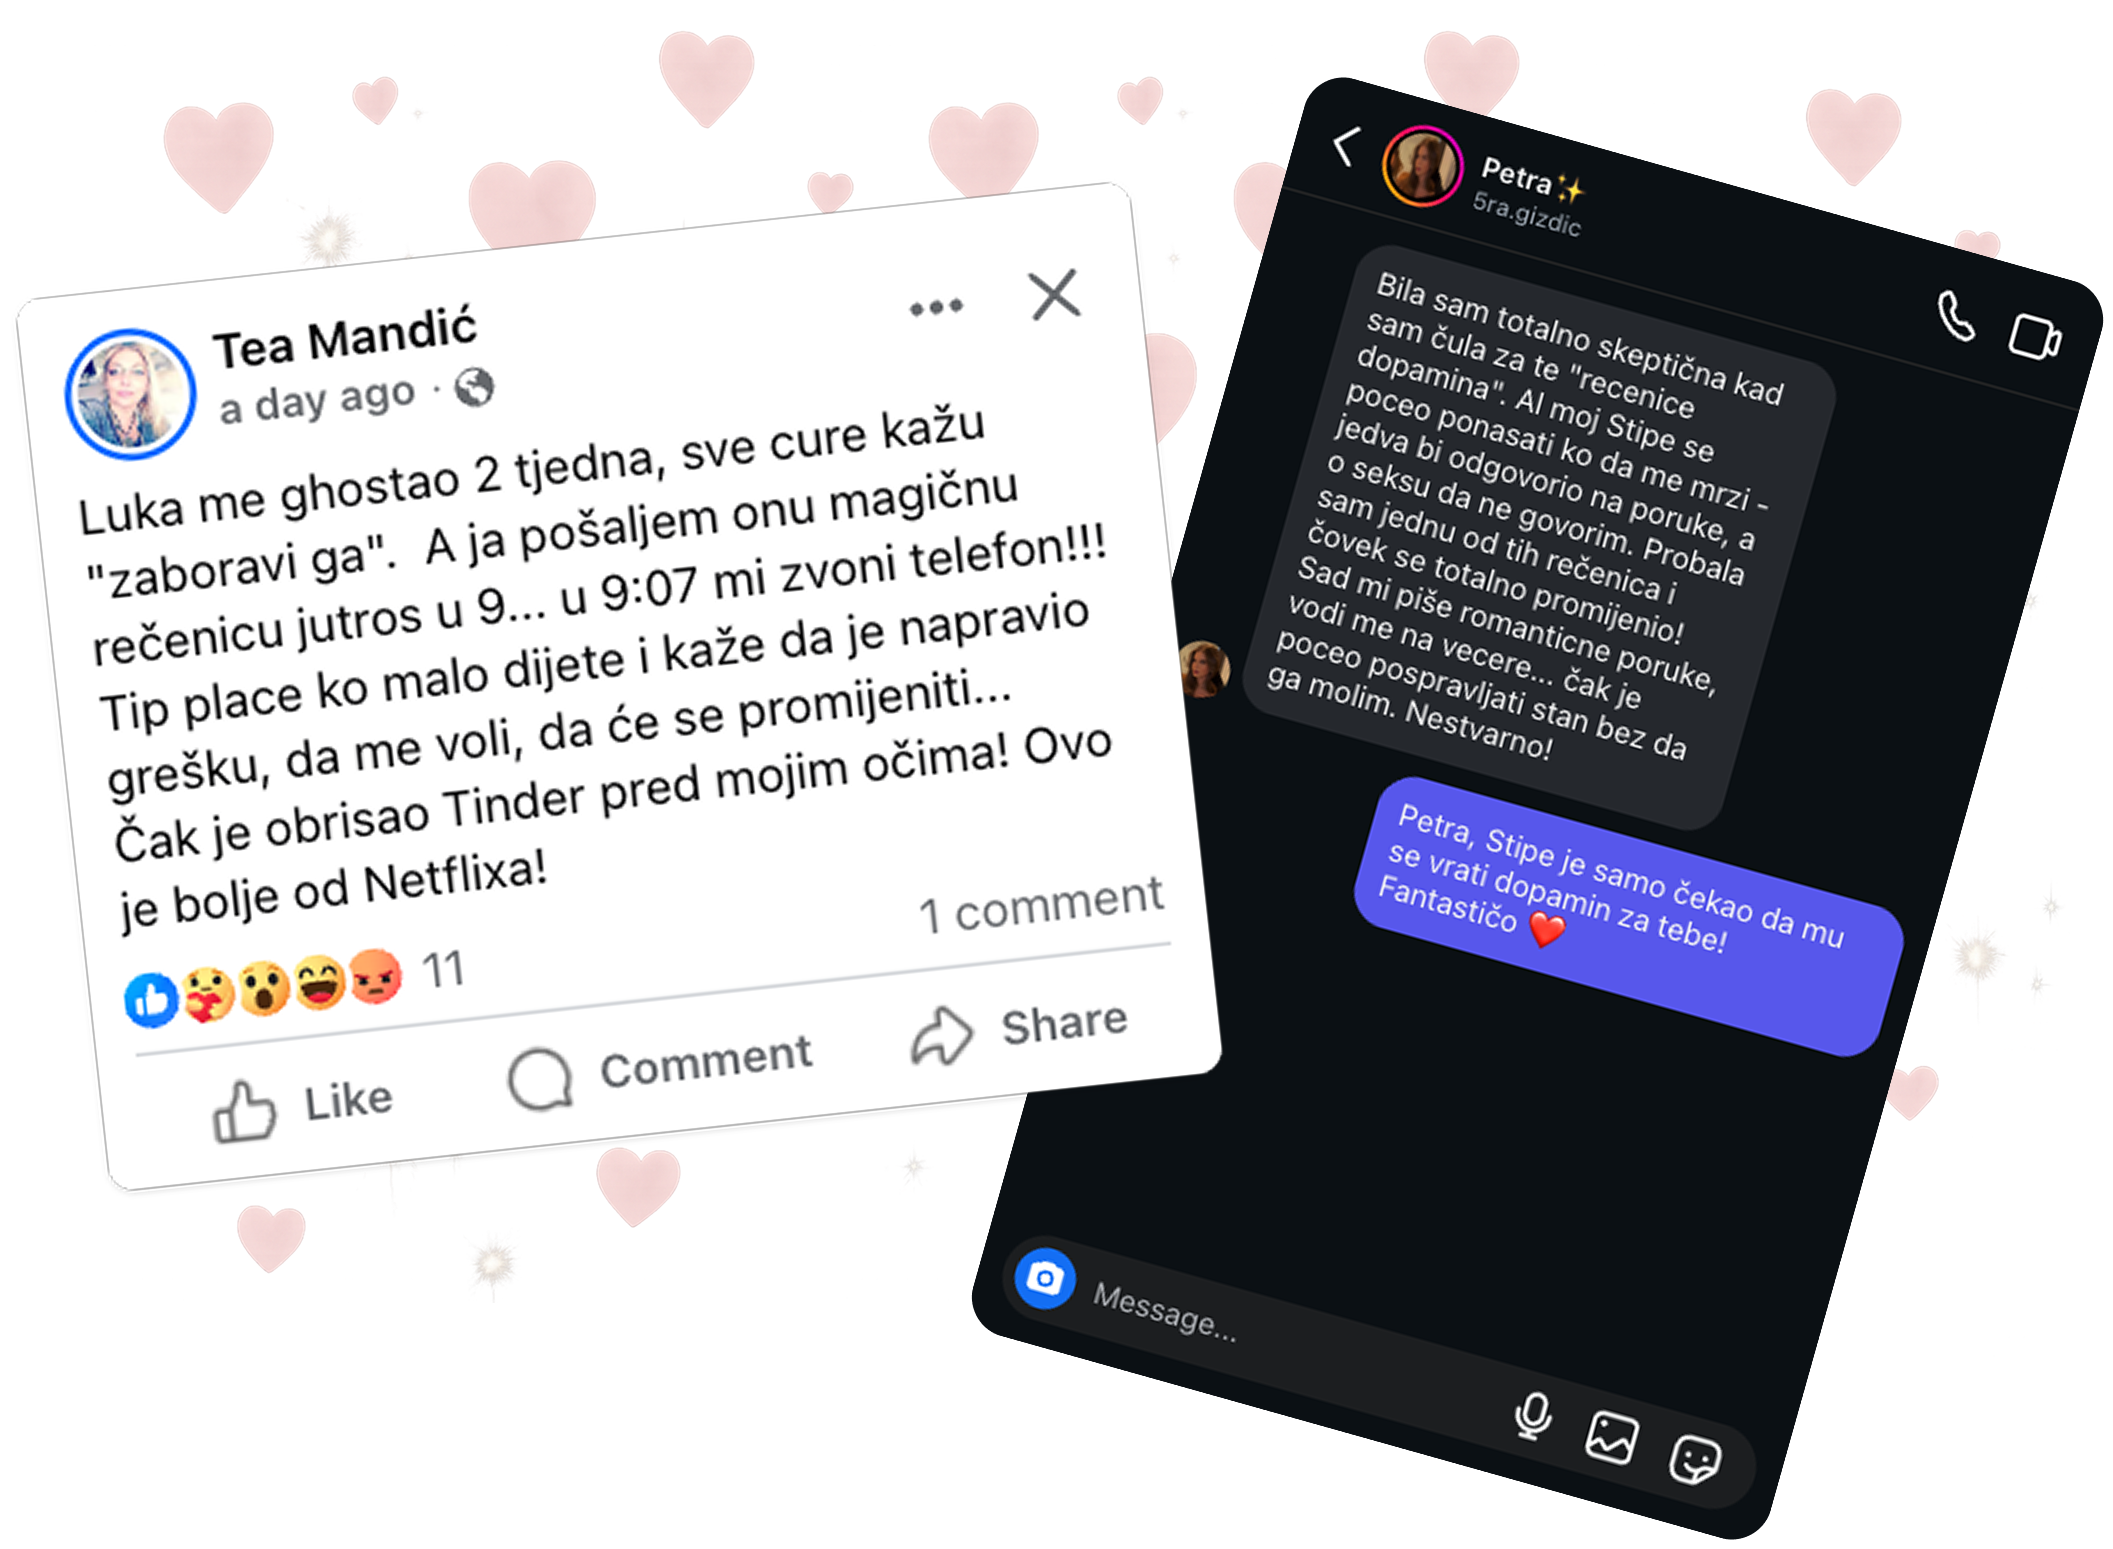 Tea Mandić
a day ago ·
Luka me ghostao 2 tjedna, sve cure kažu
"zaboravi ga". A ja pošaljem onu magičnu
rečenicu jutros u 9... u 9:07 mi zvoni telefon!!!
Tip place ko malo dijete i kaže da je napravio
grešku, da me voli, da će se promijeniti...
Čak je obrisao Tinder pred mojim očima! Ovo
je bolje od Netflixa!
11
1 comment
Like
Comment
Share
Petra✨
5ra.gizdic
Bila sam totalno skeptična kad
sam čula za te "recenice
dopamina". Al moj Stipe se
poceo ponasati ko da me mrzi -
jedva bi odgovorio na poruke, a
o seksu da ne govorim. Probala
sam jednu od tih rečenica i
čovek se totalno promijenio!
Sad mi piše romanticne poruke,
vodi me na vecere... čak je
poceo pospravljati stan bez da
ga molim. Nestvarno!
Petra, Stipe je samo čekao da mu
se vrati dopamin za tebe!
Fantastičo ❤️
Message...